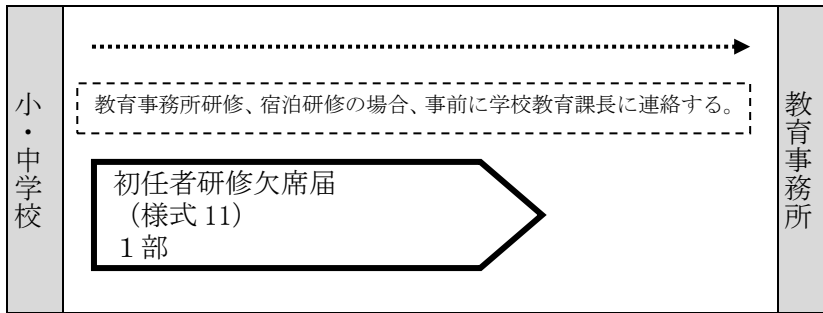 小・中学校
教育事務所研修、宿泊研修の場合、事前に学校教育課長に連絡する。
初任者研修欠席届
（様式 11）
１部
教育事務所